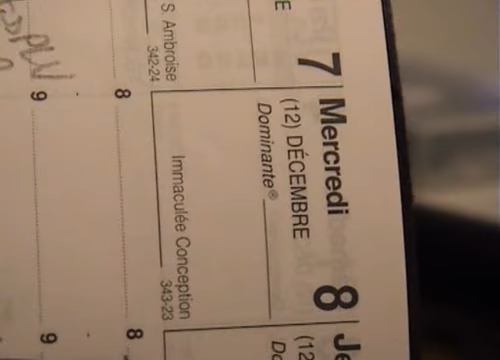 7 Mercredi 8 Je
E (12) DÉCEMBRE (12
Dominante® Do
S. Ambroise Immaculée Conception
342-24 343-23
8 8
9 9